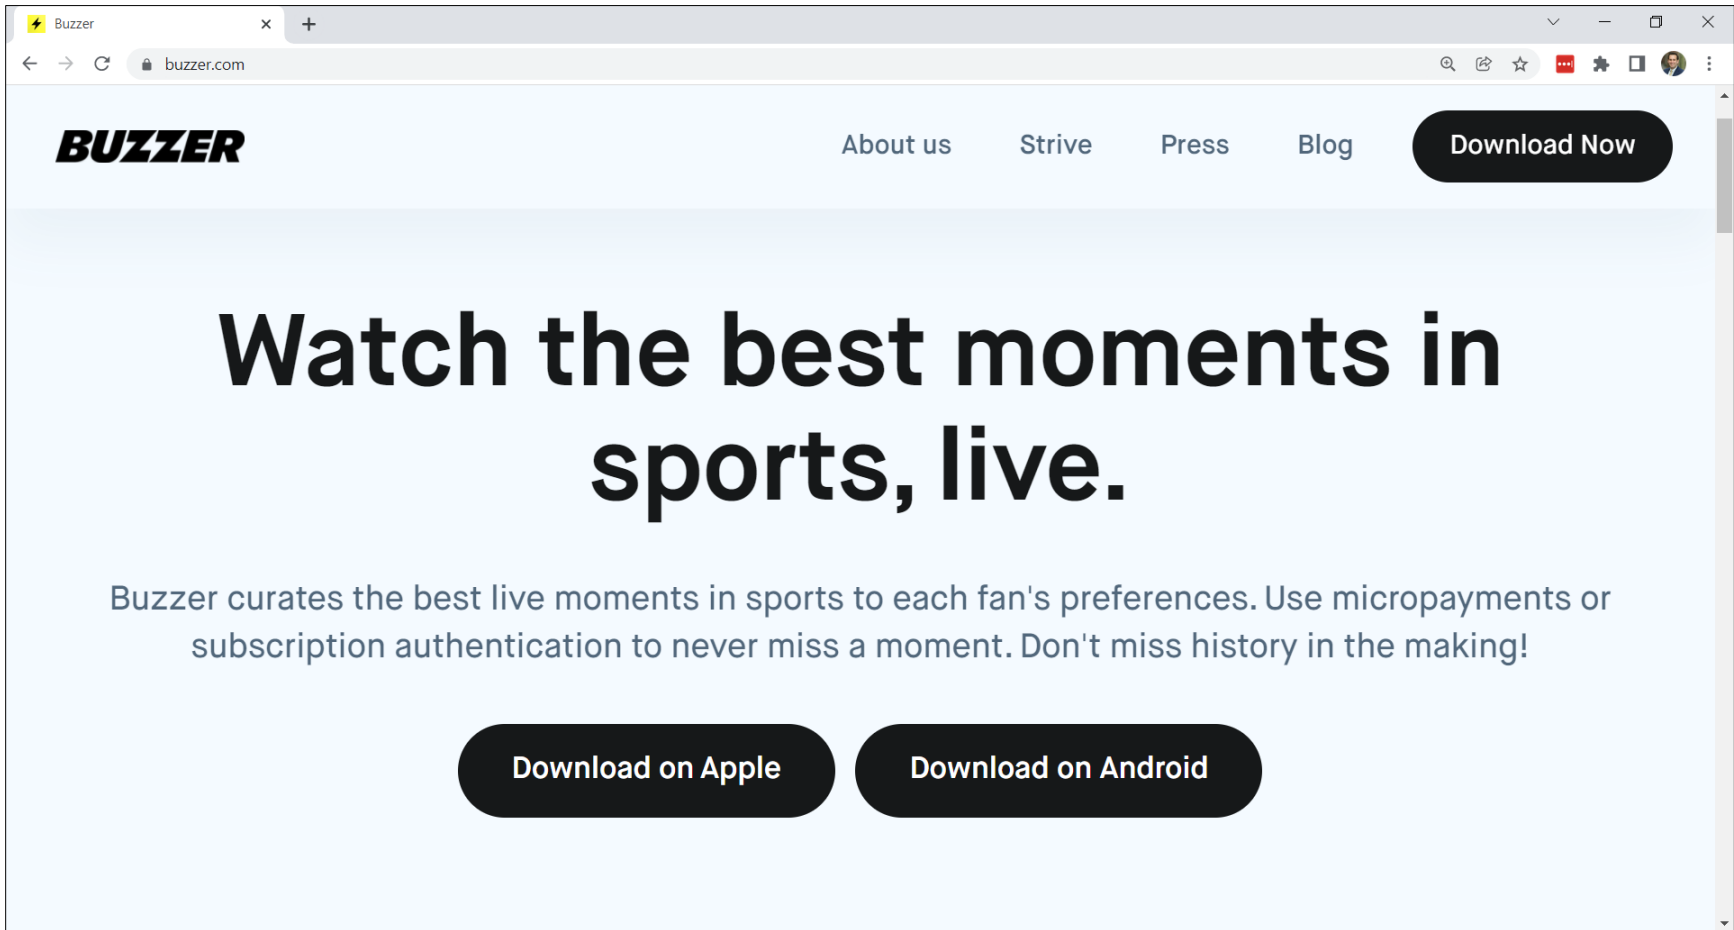 Buzzer
buzzer.com
BUZZER
About us Strive Press Blog Download Now
Watch the best moments in
sports, live.
Buzzer curates the best live moments in sports to each fan's preferences. Use micropayments or
subscription authentication to never miss a moment. Don't miss history in the making!
Download on Apple Download on Android